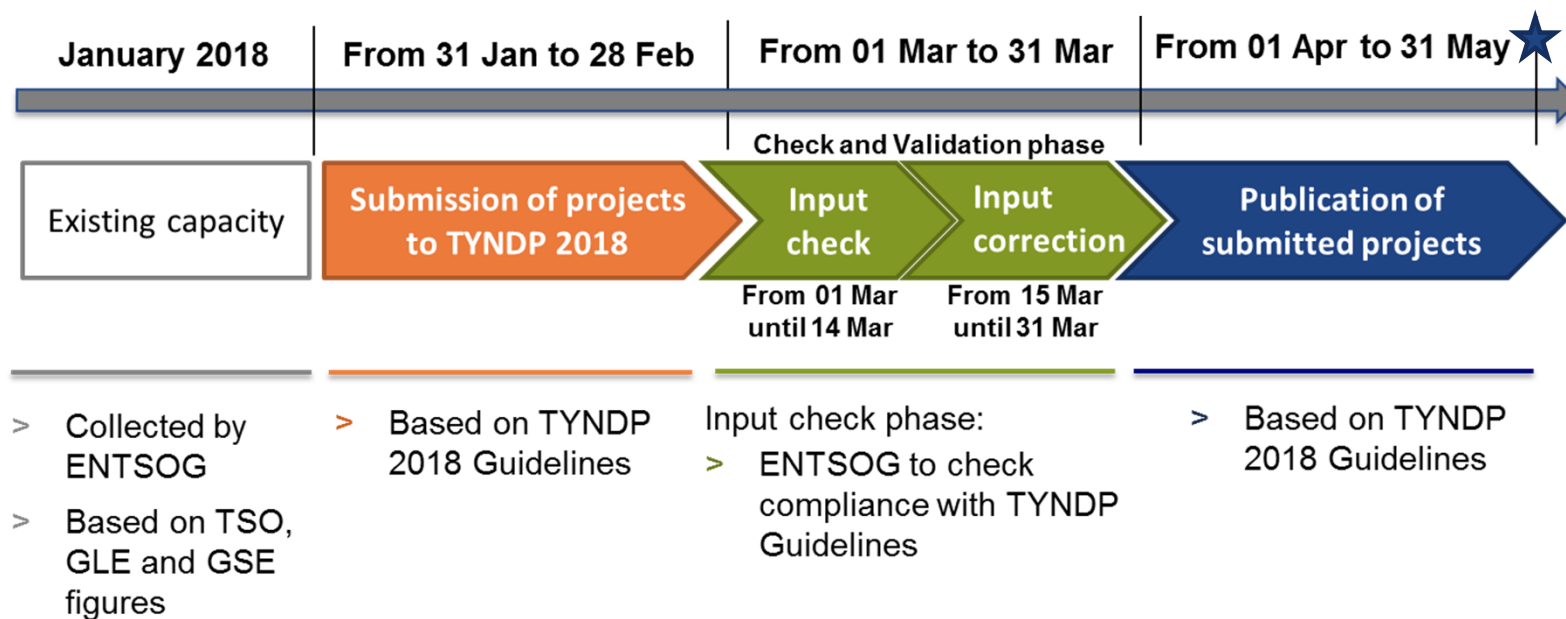 January 2018
From 31 Jan to 28 Feb
From 01 Mar to 31 Mar
From 01 Apr to 31 May
Check and Validation phase
Existing capacity
Submission of projects
to TYNDP 2018
Input
check
Input
correction
Publication of
submitted projects
From 01 Mar
until 14 Mar
From 15 Mar
until 31 Mar
> Collected by
ENTSOG
> Based on TSO,
GLE and GSE
figures
> Based on TYNDP
2018 Guidelines
Input check phase:
> ENTSOG to check
compliance with TYNDP
Guidelines
> Based on TYNDP
2018 Guidelines